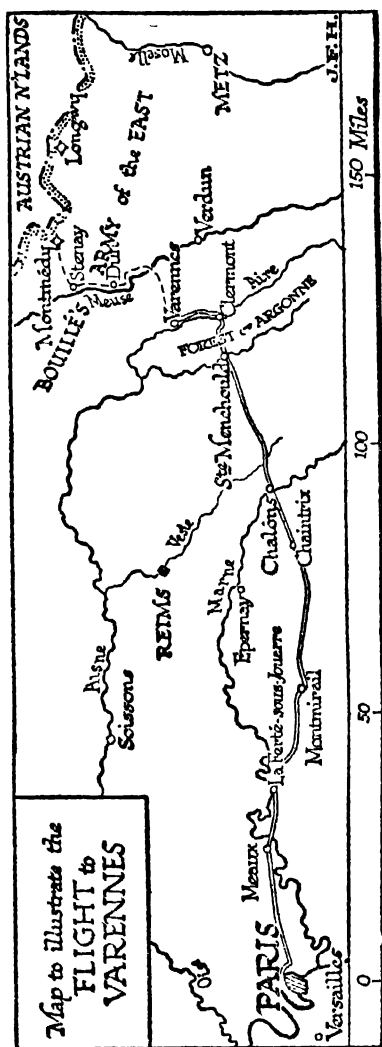 Map to illustrate the
FLIGHT to
VARENNES
AUSTRIAN N'LANDS
Longwy
Moselle
METZ
J.F.H.
Montmédy
Stenay
BOUILLÉ'S ARMY of the EAST
Dun
Meuse
Verdun
Varennes
Clermont
Aire
FOREST OF ARGONNE
Ste Menehould
Aisne
Soissons
Vesle
REIMS
Marne
Epernay
Châlons
Chaintrix
La Ferté-sous-Jouarre
Montmirail
Meaux
Oise
PARIS
Versailles
0
50
100
150 Miles